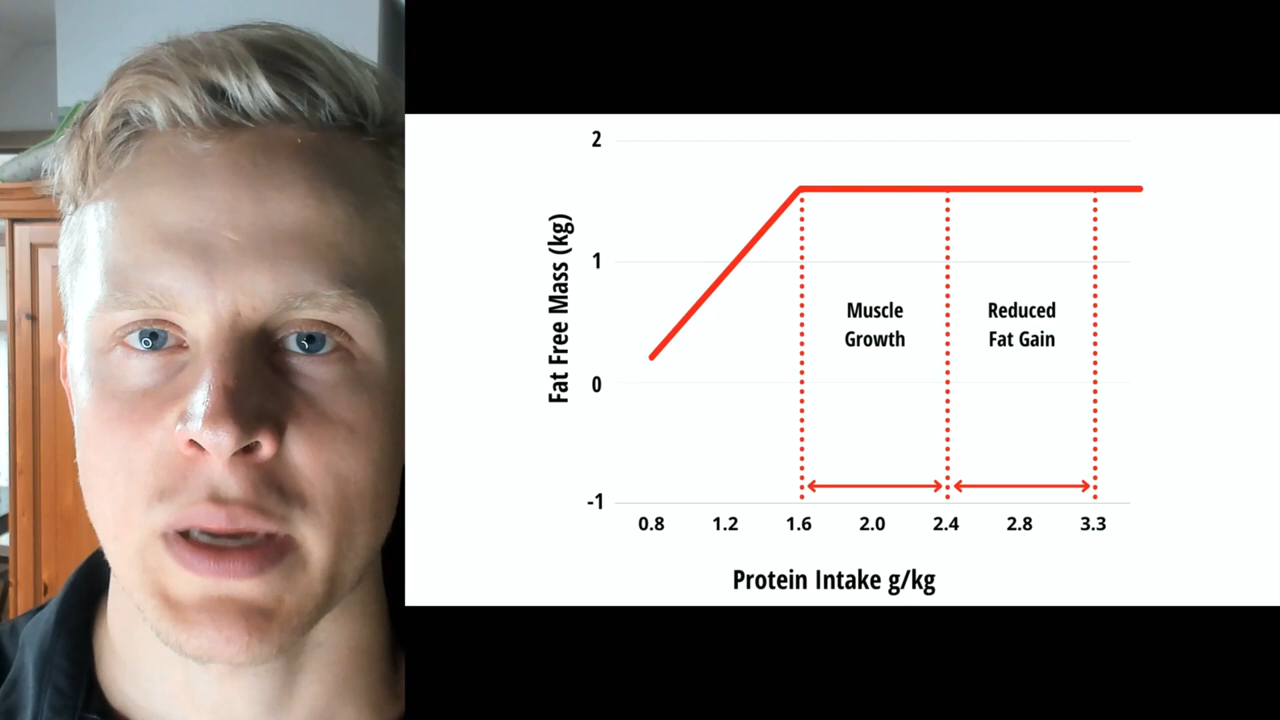 2
1
0
-1
Fat Free Mass (kg)
Muscle
Growth
Reduced
Fat Gain
0.8 1.2 1.6 2.0 2.4 2.8 3.3
Protein Intake g/kg